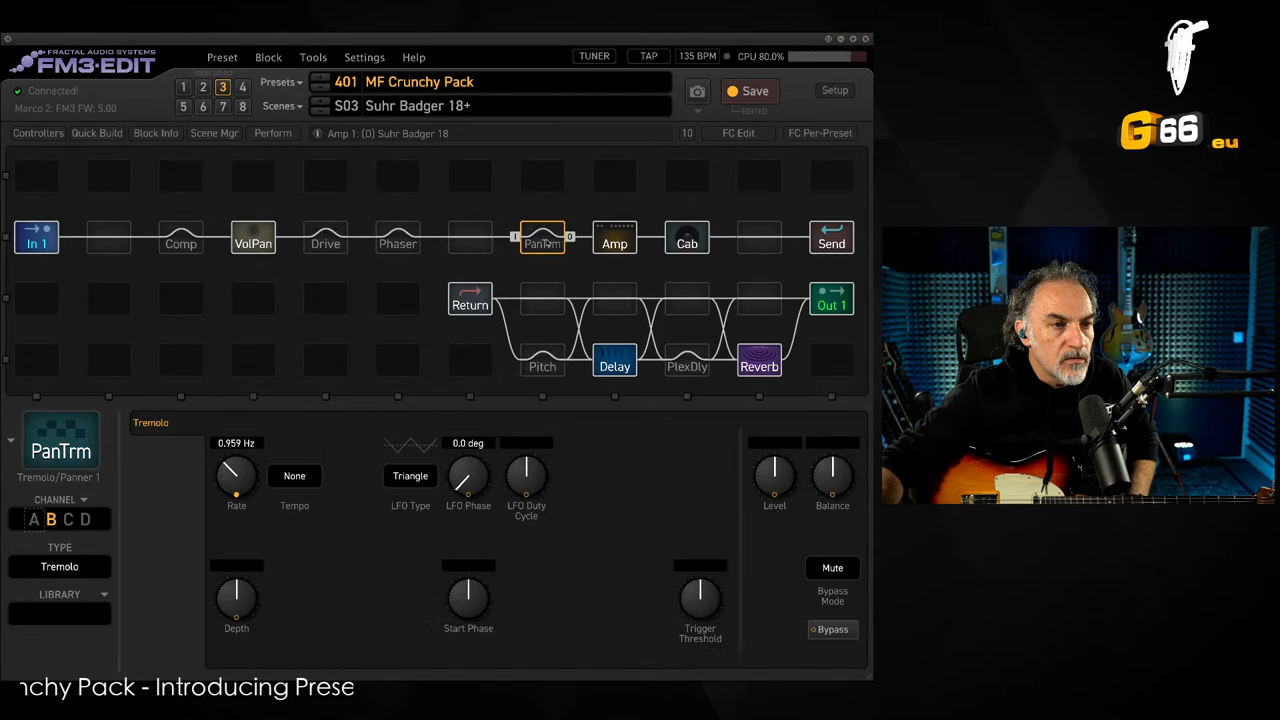 FRACTAL AUDIO SYSTEMS
FM3-EDIT
Preset Block Tools Settings Help
TUNER TAP 135 BPM CPU 80.0%
Connected!
Marco 2: FM3 FW: 5.00
1 2 3 4
5 6 7 8
Presets 401 MF Crunchy Pack
Scenes S03 Suhr Badger 18+
Save
EDITED
Setup
Controllers Quick Build Block Info Scene Mgr Perform
Amp 1: (D) Suhr Badger 18
10 FC Edit FC Per-Preset
In 1 Comp VolPan Drive Phaser PanTrm Amp Cab Send
Return Out 1
Pitch Delay PlexDly Reverb
PanTrm
Tremolo/Panner 1
CHANNEL
A B C D
TYPE
Tremolo
LIBRARY
Tremolo
0.959 Hz 0.0 deg
None Triangle
Rate Tempo LFO Type LFO Phase LFO Duty Cycle Level Balance
Depth Start Phase Trigger Threshold
Mute
Bypass Mode
Bypass
nchy Pack - Introducing Prese
G66
eu